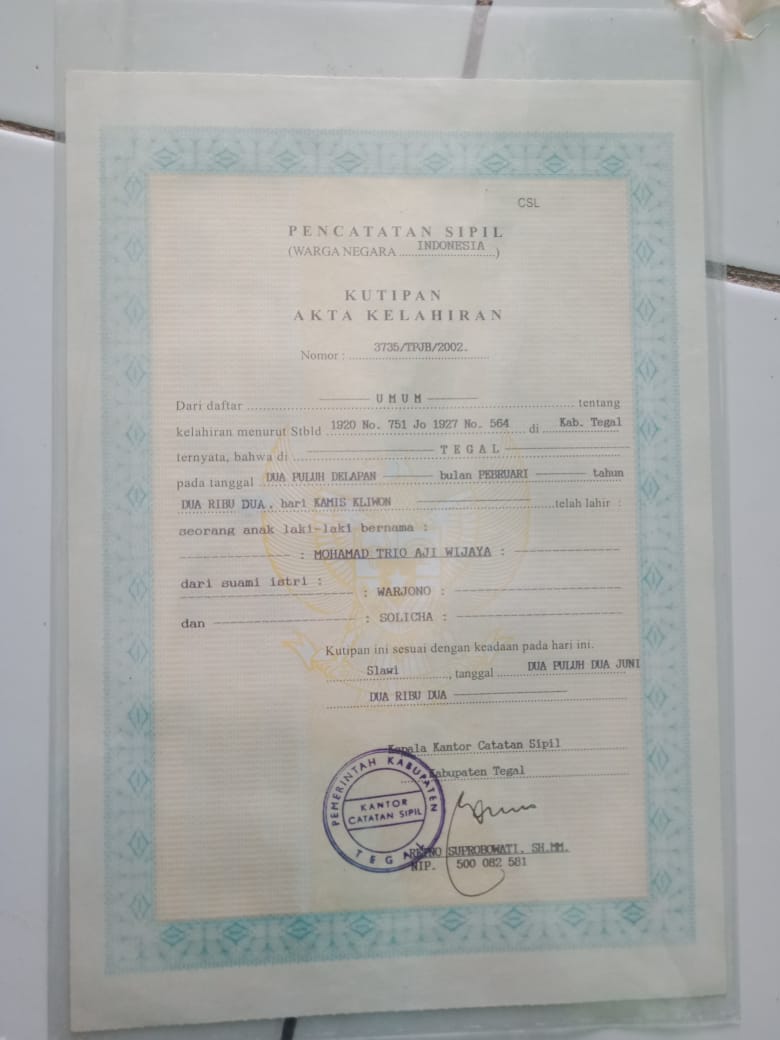 CSL
PENCATATAN SIPIL
(WARGA NEGARA INDONESIA)
KUTIPAN
AKTA KELAHIRAN
Nomor : 3735/TPJB/2002.
Dari daftar UMUM tentang
kelahiran menurut Stbld 1920 No. 751 Jo 1927 No. 564 di Kab. Tegal
ternyata, bahwa di TEGAL
pada tanggal DUA PULUH DELAPAN bulan PEBRUARI tahun
DUA RIBU DUA, hari KAMIS KLIWON telah lahir :
seorang anak laki-laki bernama :
: MOHAMAD TRIO AJI WIJAYA :
dari suami istri :
: WARJONO :
dan : SOLICHA :
Kutipan ini sesuai dengan keadaan pada hari ini.
Slawi, tanggal DUA PULUH DUA JUNI
DUA RIBU DUA
Kepala Kantor Catatan Sipil
Kabupaten Tegal
PEMERINTAH KABUPATEN
KANTOR
CATATAN SIPIL
TEGAL
RETNO SUPROBOWATI, SH.MM.
NIP. 500 082 581